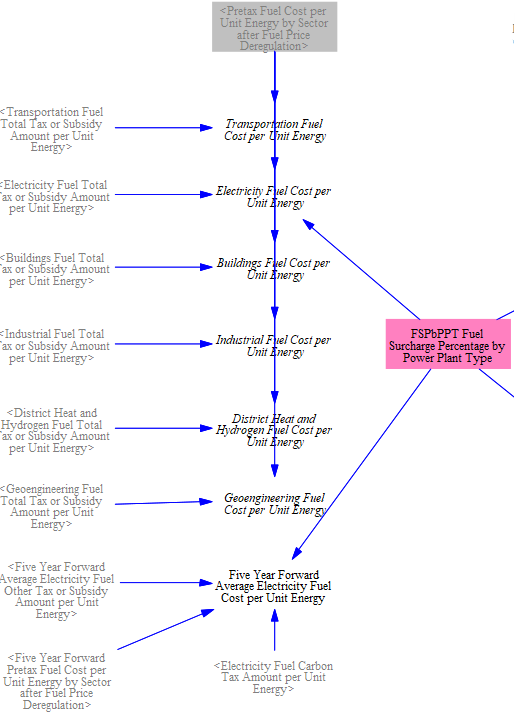 <Pretax Fuel Cost per
Unit Energy by Sector
after Fuel Price
Deregulation>
<Transportation Fuel
Total Tax or Subsidy
Amount per Unit
Energy>
Transportation Fuel
Cost per Unit Energy
<Electricity Fuel Total
Tax or Subsidy Amount
per Unit Energy>
Electricity Fuel Cost per
Unit Energy
<Buildings Fuel Total
Tax or Subsidy Amount
per Unit Energy>
Buildings Fuel Cost per
Unit Energy
<Industrial Fuel Total
Tax or Subsidy Amount
per Unit Energy>
Industrial Fuel Cost per
Unit Energy
FSPbPPT Fuel
Surcharge Percentage by
Power Plant Type
<District Heat and
Hydrogen Fuel Total
Tax or Subsidy Amount
per Unit Energy>
District Heat and
Hydrogen Fuel Cost per
Unit Energy
<Geoengineering Fuel
Total Tax or Subsidy
Amount per Unit
Energy>
Geoengineering Fuel
Cost per Unit Energy
<Five Year Forward
Average Electricity Fuel
Other Tax or Subsidy
Amount per Unit
Energy>
Five Year Forward
Average Electricity Fuel
Cost per Unit Energy
<Five Year Forward
Pretax Fuel Cost per
Unit Energy by Sector
after Fuel Price
Deregulation>
<Electricity Fuel Carbon
Tax Amount per Unit
Energy>